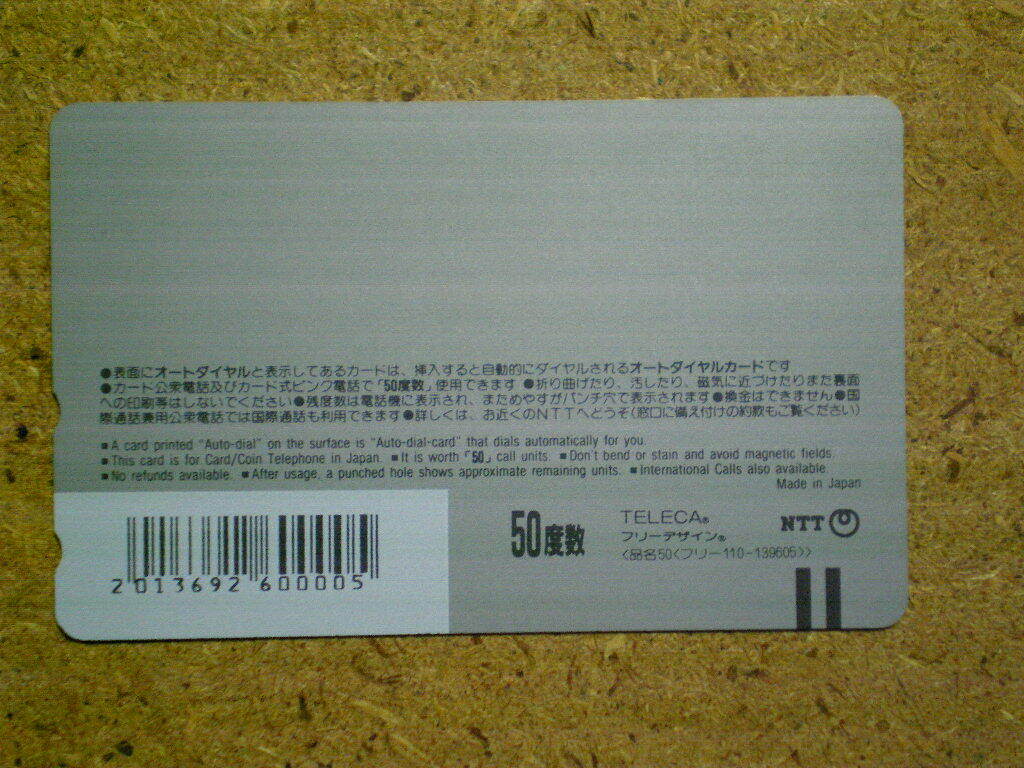 ●表面にオートダイヤルと表示してあるカードは、挿入すると自動的にダイヤルされるオートダイヤルカードです
●カード公衆電話及びカード式ピンク電話で「50度数」使用できます ●折り曲げたり、汚したり、磁気に近づけたりまた裏面
への印刷等はしないでください●残度数は電話機に表示され、まためやすがパンチ穴で表示されます●換金はできません●国
際通話兼用公衆電話では国際通話も利用できます●詳しくは、お近くのNTTへどうぞ(窓口に備え付けの約款もご覧ください)
■A card printed "Auto-dial" on the surface is "Auto-dial-card" that dials automatically for you.
■This card is for Card/Coin Telephone in Japan. ■It is worth「50」call units. ■Don't bend or stain and avoid magnetic fields.
■No refunds available. ■After usage, a punched hole shows approximate remaining units. ■International Calls also available.
Made in Japan
50度数
TELECA®
フリーデザイン®
〈品名50〈フリー110-139605〉〉
NTT
2 013692 600005